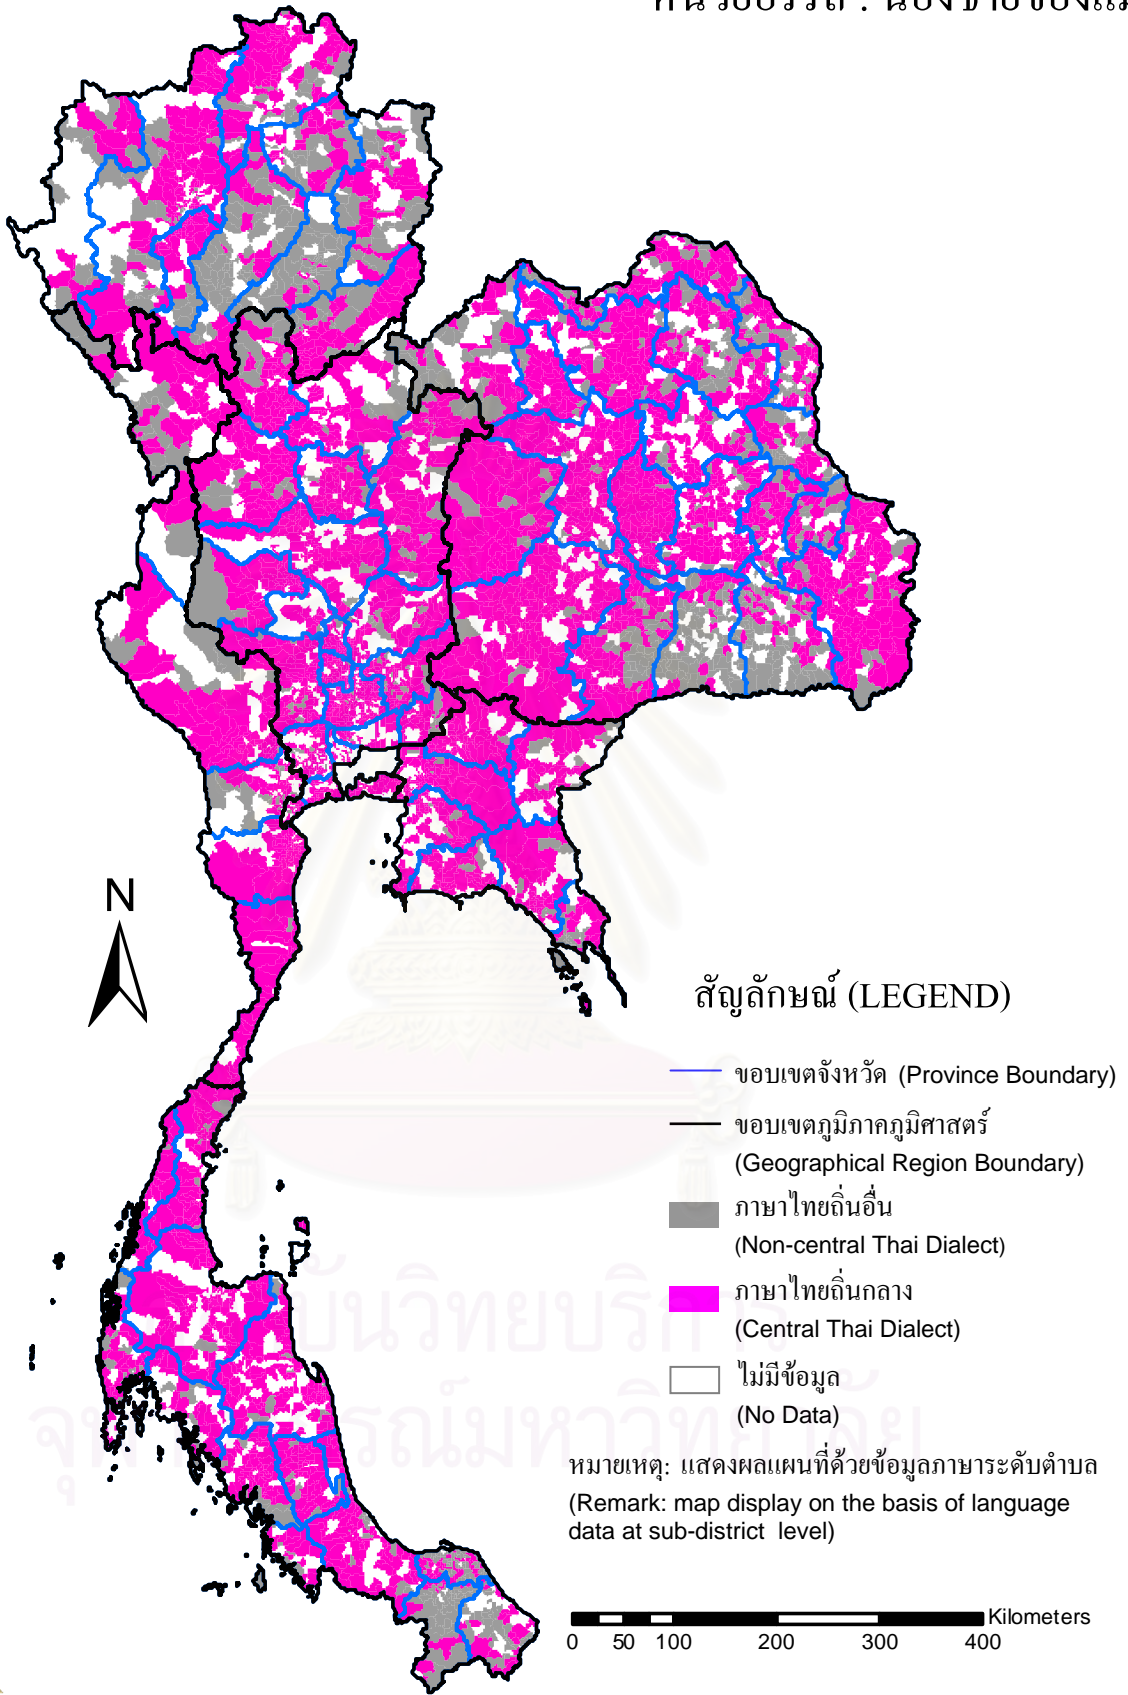 N
สัญลักษณ์ (LEGEND)
ขอบเขตจังหวัด (Province Boundary)
ขอบเขตภูมิภาคภูมิศาสตร์
(Geographical Region Boundary)
ภาษาไทยถิ่นอื่น
(Non-central Thai Dialect)
ภาษาไทยถิ่นกลาง
(Central Thai Dialect)
ไม่มีข้อมูล
(No Data)
หมายเหตุ: แสดงผลแผนที่ด้วยข้อมูลภาษาระดับตำบล
(Remark: map display on the basis of language
data at sub-district level)
Kilometers
0 50 100 200 300 400